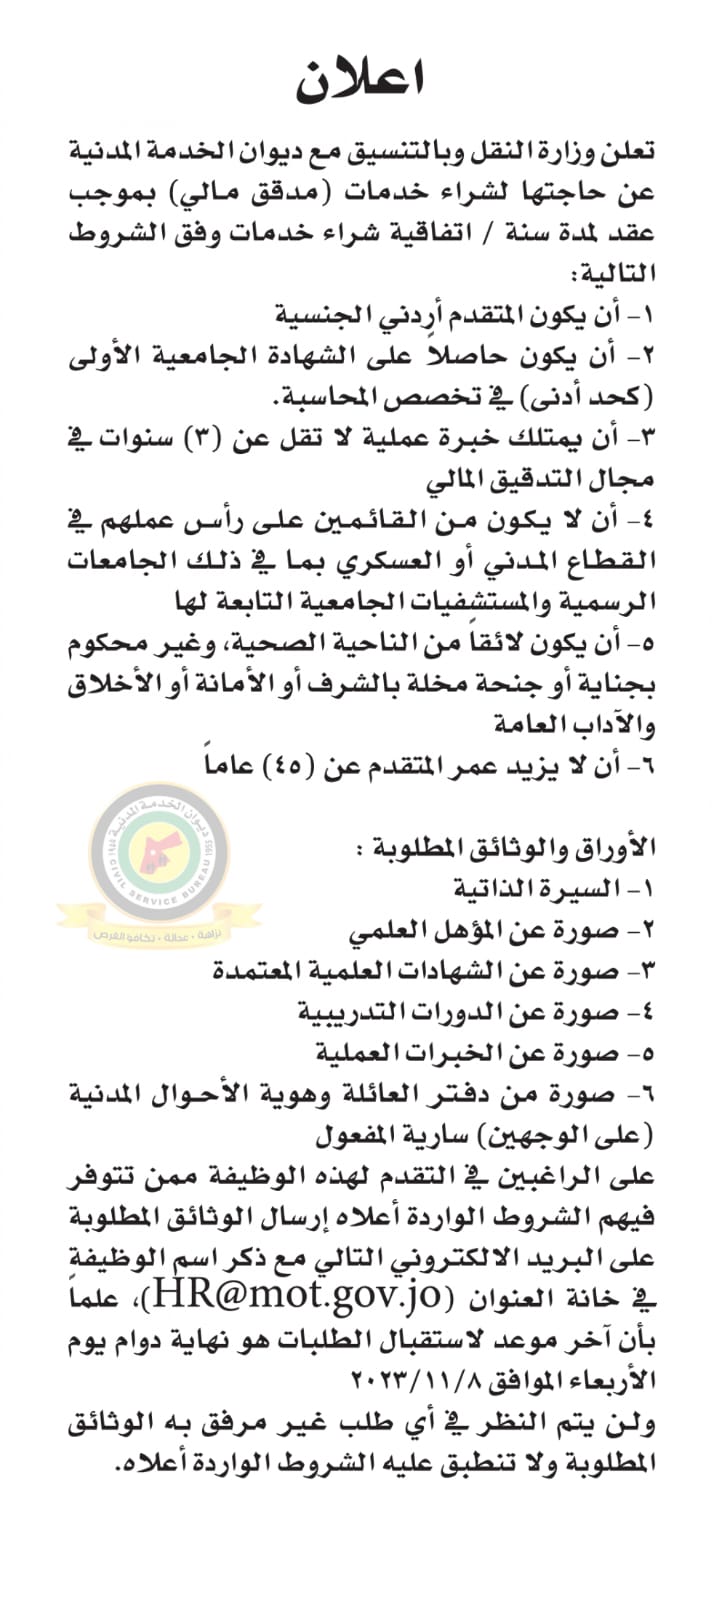 اعلان
تعلن وزارة النقل وبالتنسيق مع ديوان الخدمة المدنية
عن حاجتها لشراء خدمات (مدقق مالي) بموجب
عقد لمدة سنة / اتفاقية شراء خدمات وفق الشروط
التالية:
١- أن يكون المتقدم أردني الجنسية
٢- أن يكون حاصلاً على الشهادة الجامعية الأولى
(كحد أدنى) في تخصص المحاسبة.
٣- أن يمتلك خبرة عملية لا تقل عن (٣) سنوات في
مجال التدقيق المالي
٤- أن لا يكون من القائمين على رأس عملهم في
القطاع المدني أو العسكري بما في ذلك الجامعات
الرسمية والمستشفيات الجامعية التابعة لها
٥- أن يكون لائقاً من الناحية الصحية، وغير محكوم
بجناية أو جنحة مخلة بالشرف أو الأمانة أو الأخلاق
والآداب العامة
٦- أن لا يزيد عمر المتقدم عن (٤٥) عاماً
ديوان الخدمة المدنية
١٩٥٥ CIVIL SERVICE BUREAU 1955
نزاهة • عدالة • تكافؤ الفرص
الأوراق والوثائق المطلوبة :
١- السيرة الذاتية
٢- صورة عن المؤهل العلمي
٣- صورة عن الشهادات العلمية المعتمدة
٤- صورة عن الدورات التدريبية
٥- صورة عن الخبرات العملية
٦- صورة من دفتر العائلة وهوية الأحوال المدنية
(على الوجهين) سارية المفعول
على الراغبين في التقدم لهذه الوظيفة ممن تتوفر
فيهم الشروط الواردة أعلاه إرسال الوثائق المطلوبة
على البريد الالكتروني التالي مع ذكر اسم الوظيفة
في خانة العنوان (HR@mot.gov.jo)، علماً
بأن آخر موعد لاستقبال الطلبات هو نهاية دوام يوم
الأربعاء الموافق ٢٠٢٣/١١/٨
ولن يتم النظر في أي طلب غير مرفق به الوثائق
المطلوبة ولا تنطبق عليه الشروط الواردة أعلاه.